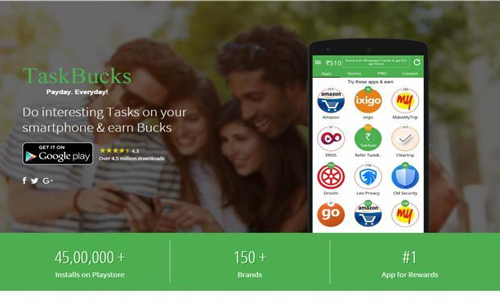 TaskBucks
Payday. Everyday!
Do interesting Tasks on your
smartphone & earn Bucks
GET IT ON
Google play
4.3
Over 4.5 million downloads
f
G+
₹510
Apps
Contest
Try these apps & earn
amazon
ixigo
my
Amazon
ixigo
MakeMyTrip
EROS
Refer TaskB..
Cleartrip
Droom
Leo Privacy
CM Security
go
amazon
my
45,00,000 +
150 +
#1
Installs on Playstore
Brands
App for Rewards